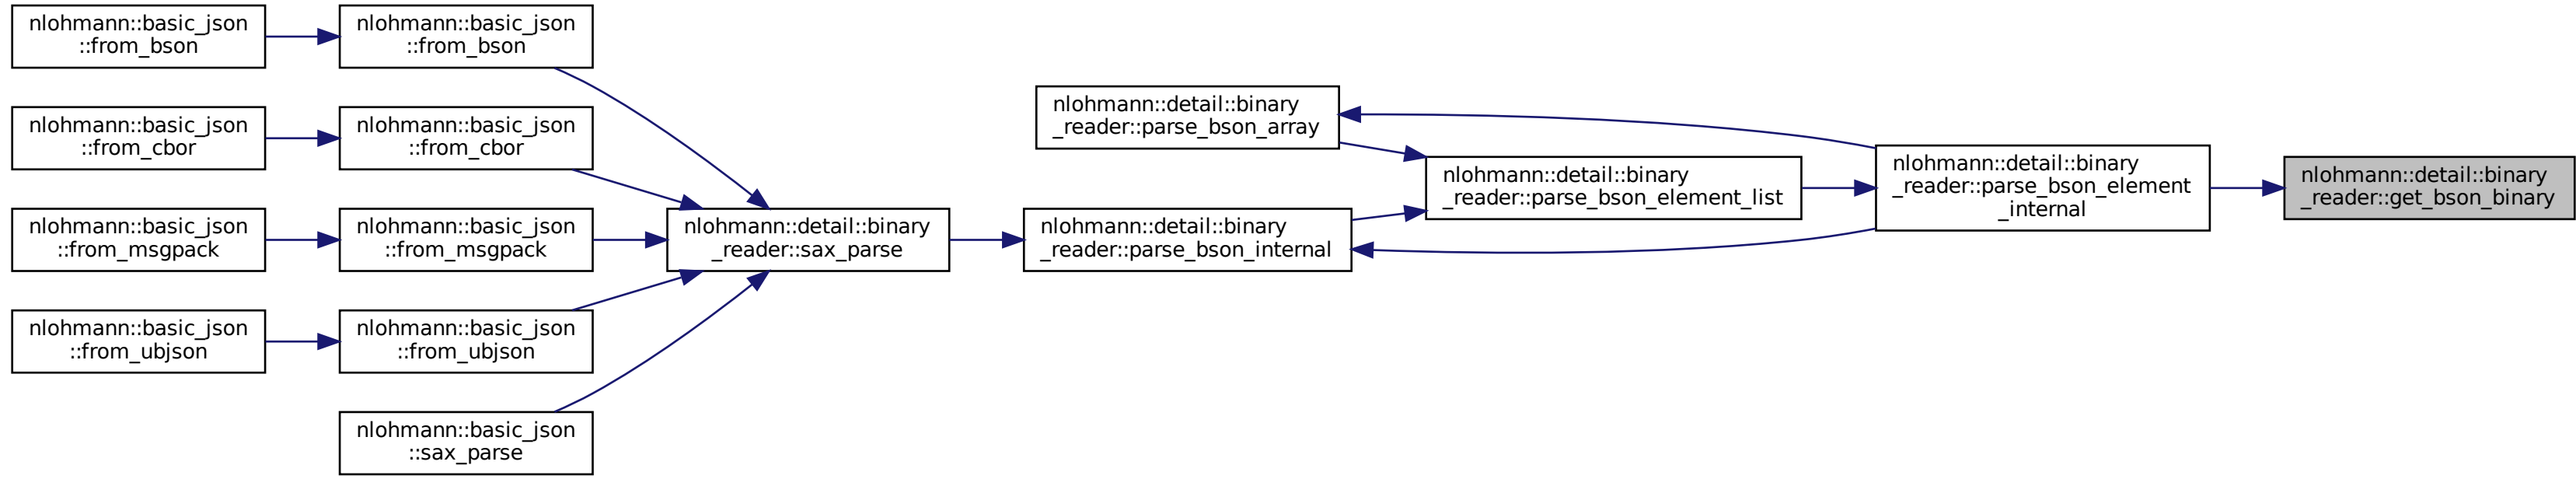 nlohmann::basic_json
::from_bson
nlohmann::basic_json
::from_bson
nlohmann::basic_json
::from_cbor
nlohmann::basic_json
::from_cbor
nlohmann::basic_json
::from_msgpack
nlohmann::basic_json
::from_msgpack
nlohmann::basic_json
::from_ubjson
nlohmann::basic_json
::from_ubjson
nlohmann::basic_json
::sax_parse
nlohmann::detail::binary
_reader::sax_parse
nlohmann::detail::binary
_reader::parse_bson_array
nlohmann::detail::binary
_reader::parse_bson_internal
nlohmann::detail::binary
_reader::parse_bson_element_list
nlohmann::detail::binary
_reader::parse_bson_element
_internal
nlohmann::detail::binary
_reader::get_bson_binary